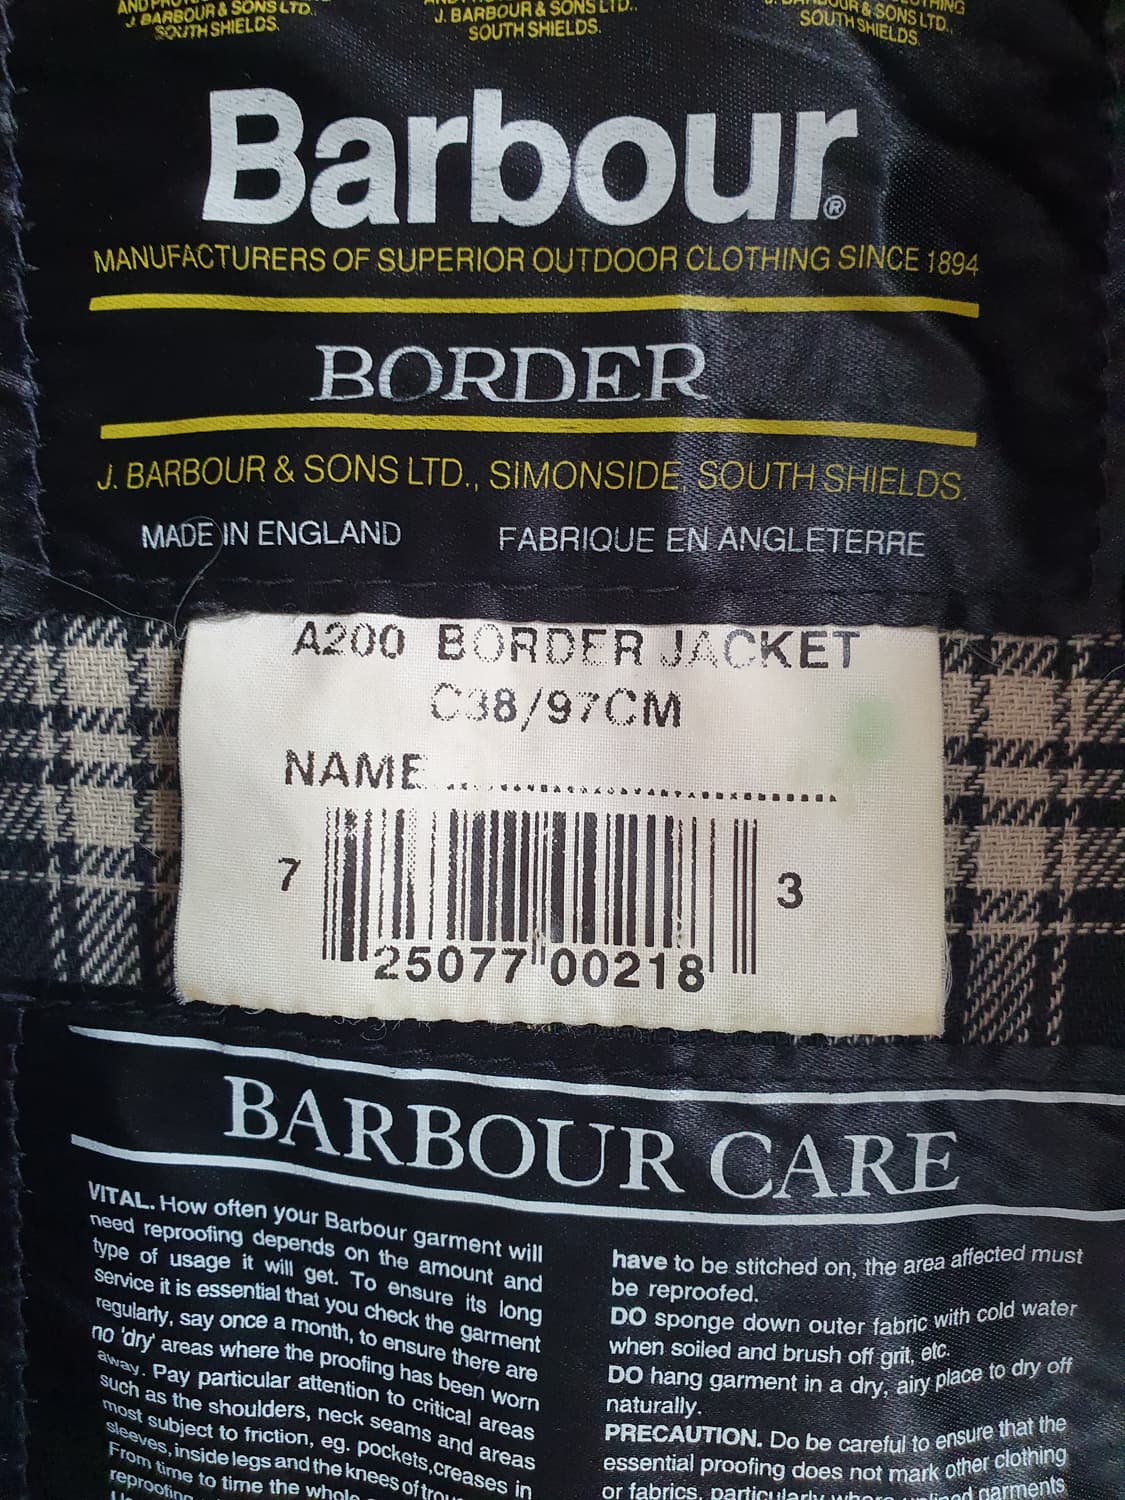 J. BARBOUR & SONS LTD.,
SOUTH SHIELDS.
J. BARBOUR & SONS LTD..
SOUTH SHIELDS.
& SONS LTD.,
SOUTH SHIELDS
Barbour®
MANUFACTURERS OF SUPERIOR OUTDOOR CLOTHING SINCE 1894
BORDER
J. BARBOUR & SONS LTD., SIMONSIDE, SOUTH SHIELDS.
MADE IN ENGLAND FABRIQUE EN ANGLETERRE
A200 BORDER JACKET
C38/97CM
NAME ........................................
7 25077 00218 3
BARBOUR CARE
VITAL. How often your Barbour garment will
need reproofing depends on the amount and
type of usage it will get. To ensure its long
service it is essential that you check the garment
regularly, say once a month, to ensure there are
no 'dry' areas where the proofing has been worn
away. Pay particular attention to critical areas
such as the shoulders, neck seams and areas
most subject to friction, eg. pockets,creases in
sleeves, inside legs and the knees of
From time to time the whole
reproofing
have to be stitched on, the area affected must
be reproofed.
DO sponge down outer fabric with cold water
when soiled and brush off grit, etc.
DO hang garment in a dry, airy place to dry off
naturally.
PRECAUTION. Do be careful to ensure that the
essential proofing does not mark other clothing
or fabrics, particularly garments